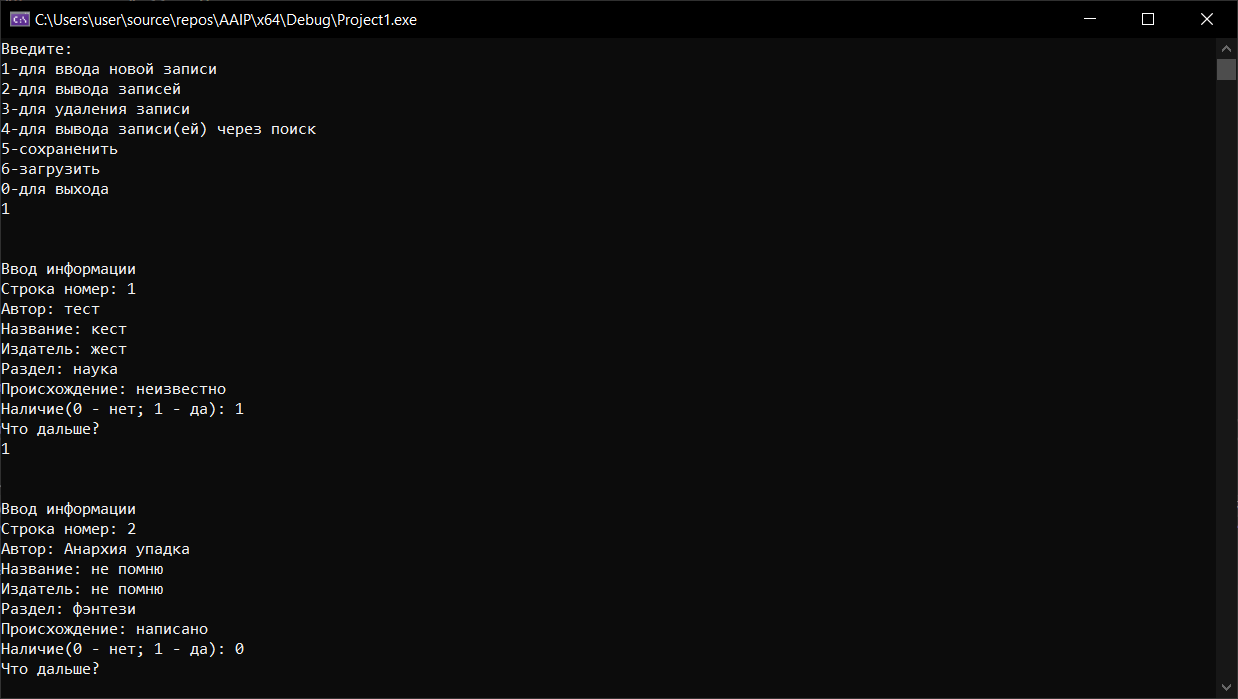 C:\Users\user\source\repos\AAIP\x64\Debug\Project1.exe
Введите:
1-для ввода новой записи
2-для вывода записей
3-для удаления записи
4-для вывода записи(ей) через поиск
5-сохраненить
6-загрузить
0-для выхода
1
Ввод информации
Строка номер: 1
Автор: тест
Название: кест
Издатель: жест
Раздел: наука
Происхождение: неизвестно
Наличие(0 - нет; 1 - да): 1
Что дальше?
1
Ввод информации
Строка номер: 2
Автор: Анархия упадка
Название: не помню
Издатель: не помню
Раздел: фэнтези
Происхождение: написано
Наличие(0 - нет; 1 - да): 0
Что дальше?